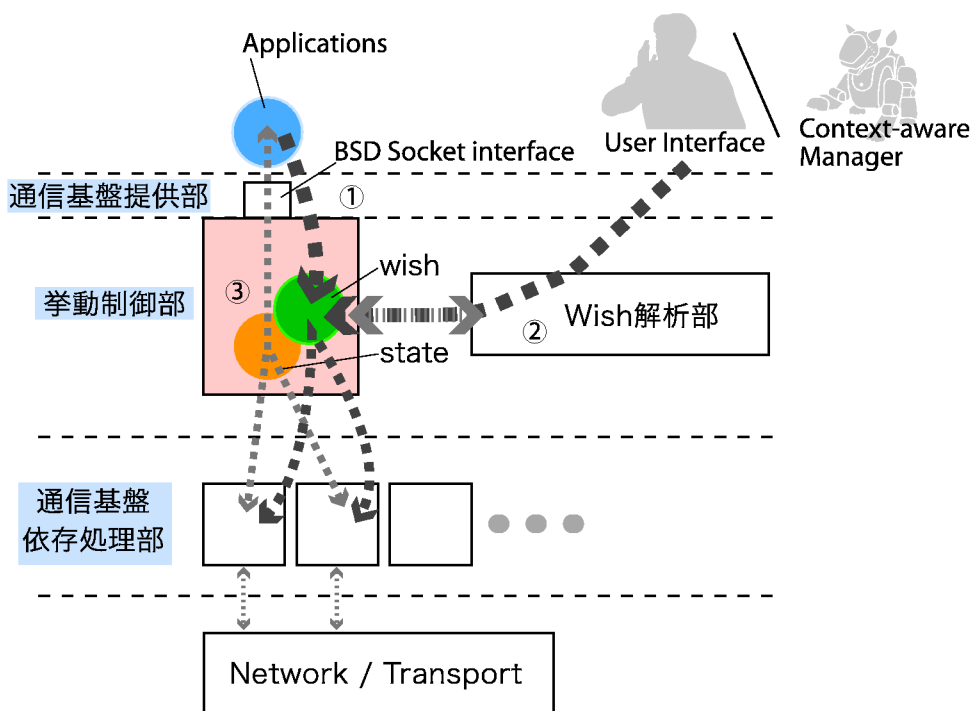 Applications
BSD Socket interface
User Interface
Context-aware
Manager
通信基盤提供部
①
挙動制御部
③
wish
state
②
Wish解析部
通信基盤
依存処理部
Network / Transport